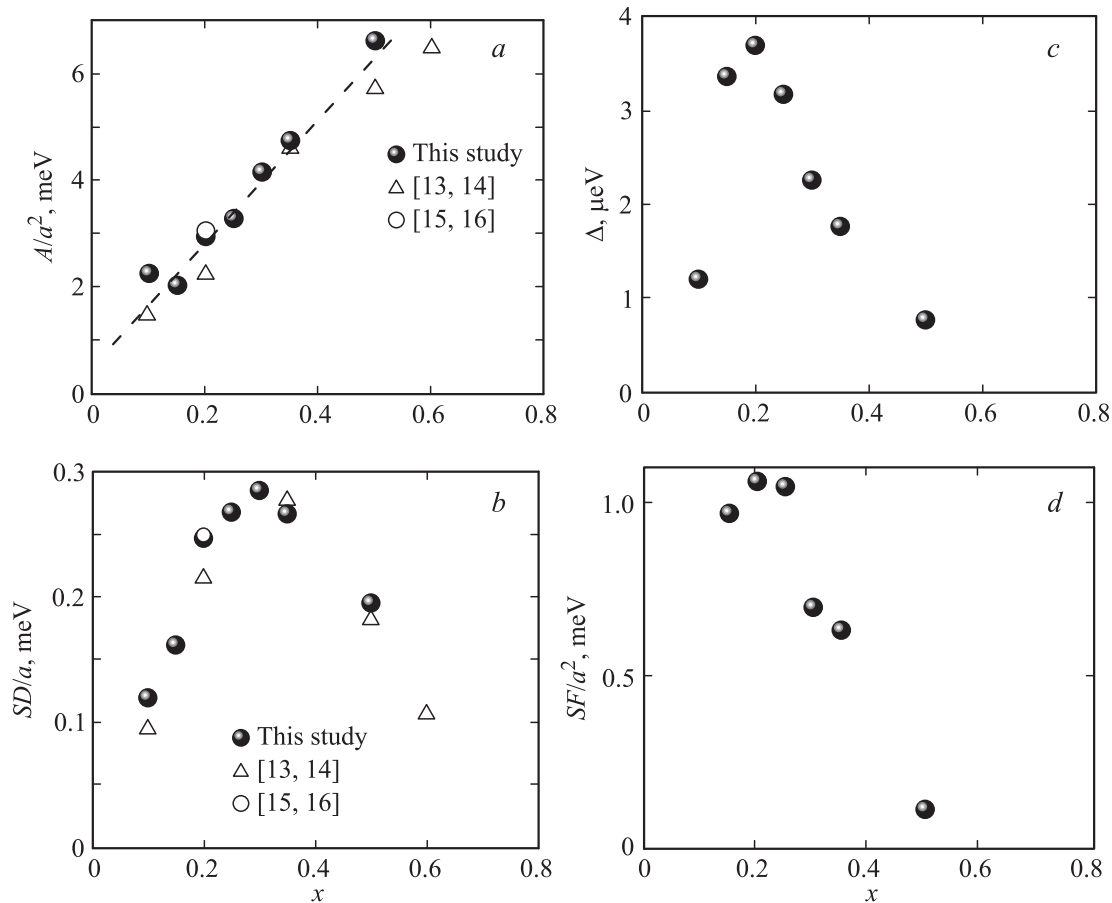 a
6
4
2
0
A/a², meV
This study
[13, 14]
[15, 16]
0 0.2 0.4 0.6 0.8
c
4
3
2
1
0
Δ, μeV
0 0.2 0.4 0.6 0.8
b
0.3
0.2
0.1
0
SD/a, meV
This study
[13, 14]
[15, 16]
0 0.2 0.4 0.6 0.8
x
d
1.0
0.5
0
SF/a², meV
0 0.2 0.4 0.6 0.8
x